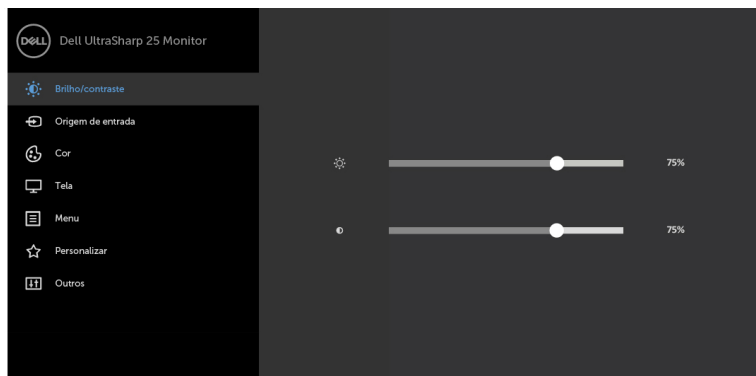 DELL Dell UltraSharp 25 Monitor
Brilho/contraste
Origem de entrada
Cor
75%
Tela
Menu
75%
Personalizar
Outros